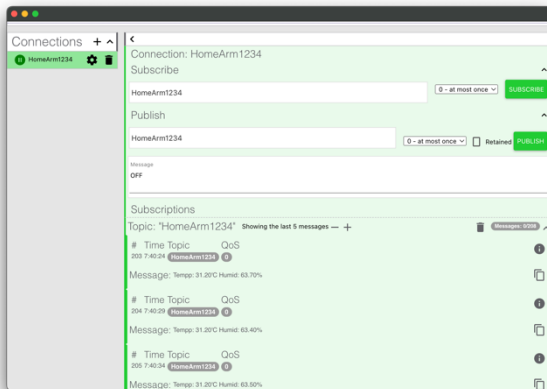 Connections
HomeArm1234
Connection: HomeArm1234
Subscribe
HomeArm1234
0 - at most once
SUBSCRIBE
Publish
HomeArm1234
0 - at most once
Retained
PUBLISH
Message
OFF
Subscriptions
Topic: "HomeArm1234" Showing the last 5 messages
Messages: 5/208
# Time Topic QoS
203 7:40:24 HomeArm1234 0
Message: Tempp: 31.20'C Humid: 63.70%
# Time Topic QoS
204 7:40:29 HomeArm1234 0
Message: Tempp: 31.20'C Humid: 63.40%
# Time Topic QoS
205 7:40:34 HomeArm1234 0
Message: Tempp: 31.20'C Humid: 63.50%